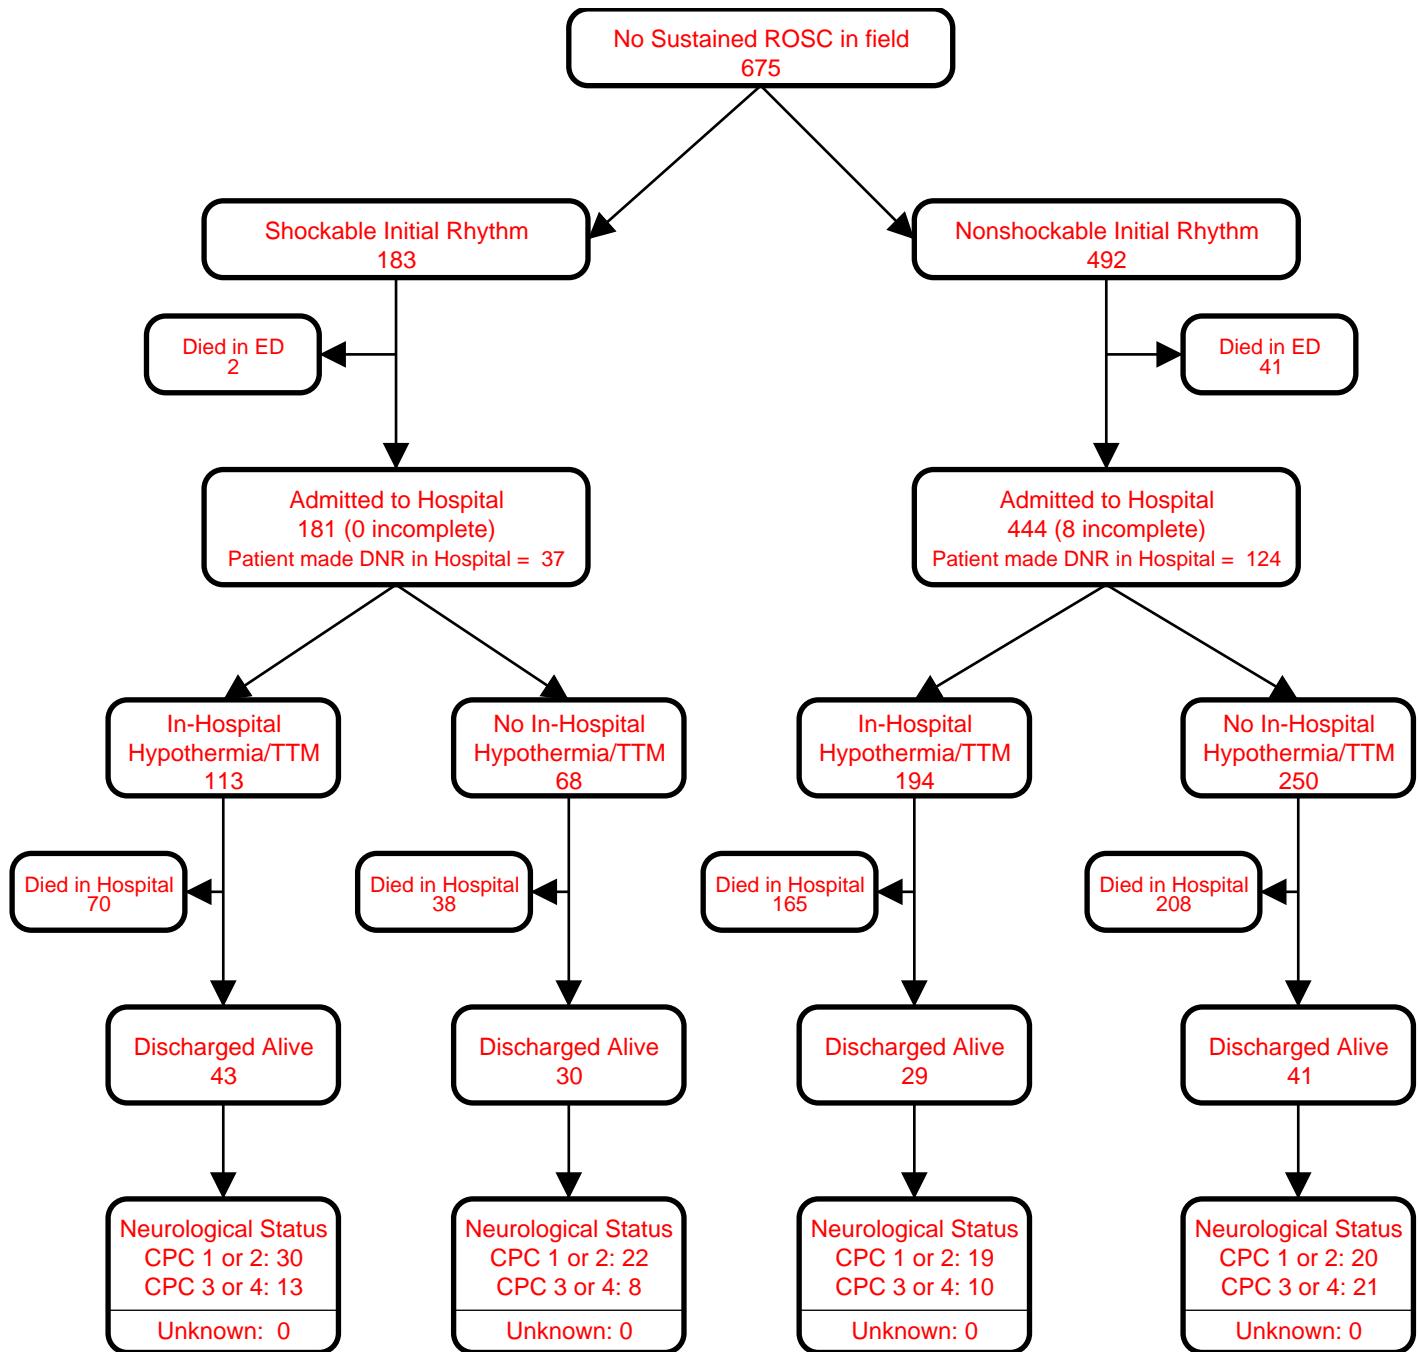 No Sustained ROSC in field
675
Shockable Initial Rhythm
183
Nonshockable Initial Rhythm
492
Died in ED
2
Died in ED
41
Admitted to Hospital
181 (0 incomplete)
Patient made DNR in Hospital = 37
Admitted to Hospital
444 (8 incomplete)
Patient made DNR in Hospital = 124
In-Hospital
Hypothermia/TTM
113
No In-Hospital
Hypothermia/TTM
68
In-Hospital
Hypothermia/TTM
194
No In-Hospital
Hypothermia/TTM
250
Died in Hospital
70
Died in Hospital
38
Died in Hospital
165
Died in Hospital
208
Discharged Alive
43
Discharged Alive
30
Discharged Alive
29
Discharged Alive
41
Neurological Status
CPC 1 or 2: 30
CPC 3 or 4: 13
Unknown: 0
Neurological Status
CPC 1 or 2: 22
CPC 3 or 4: 8
Unknown: 0
Neurological Status
CPC 1 or 2: 19
CPC 3 or 4: 10
Unknown: 0
Neurological Status
CPC 1 or 2: 20
CPC 3 or 4: 21
Unknown: 0